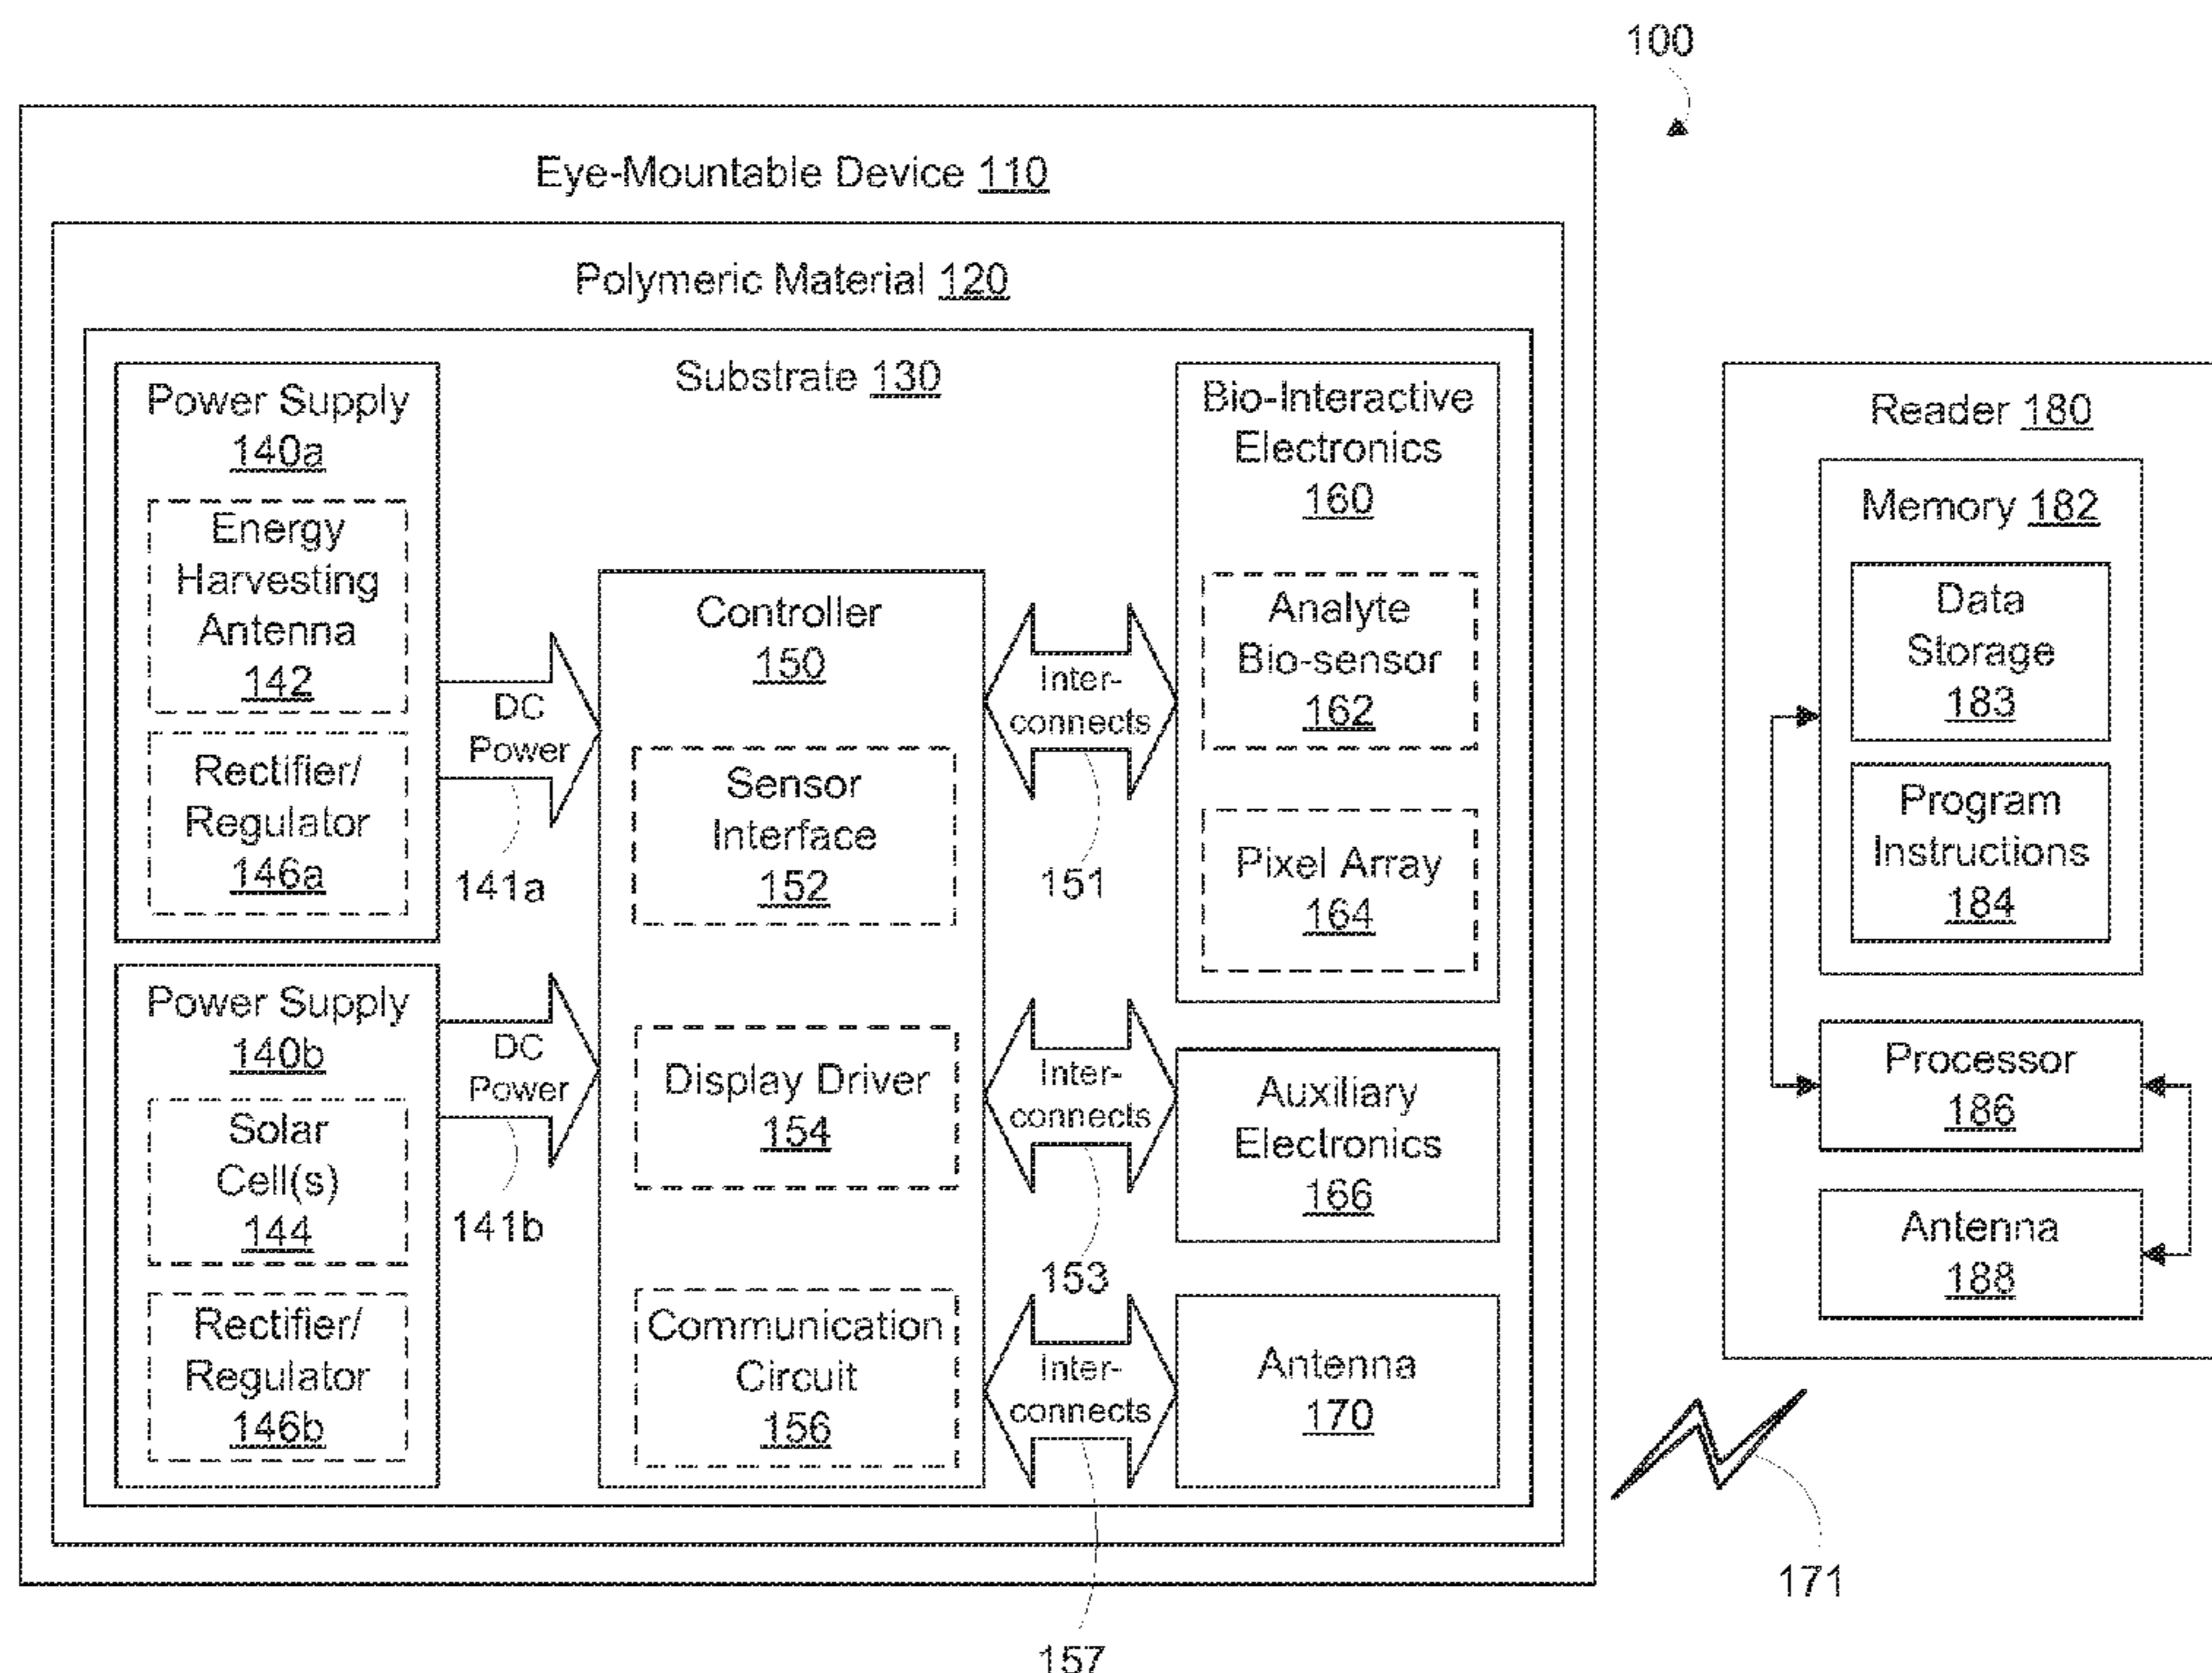 100
Eye-Mountable Device 110
Polymeric Material 120
Substrate 130
Power Supply
140a
Energy
Harvesting
Antenna
142
Rectifier/
Regulator
146a
DC
Power
141a
Power Supply
140b
Solar
Cell(s)
144
Rectifier/
Regulator
146b
DC
Power
141b
Controller
150
Sensor
Interface
152
Display Driver
154
Communication
Circuit
156
Inter-
connects
151
Inter-
connects
153
Inter-
connects
157
Bio-Interactive
Electronics
160
Analyte
Bio-sensor
162
Pixel Array
164
Auxiliary
Electronics
166
Antenna
170
171
Reader 180
Memory 182
Data
Storage
183
Program
Instructions
184
Processor
186
Antenna
188